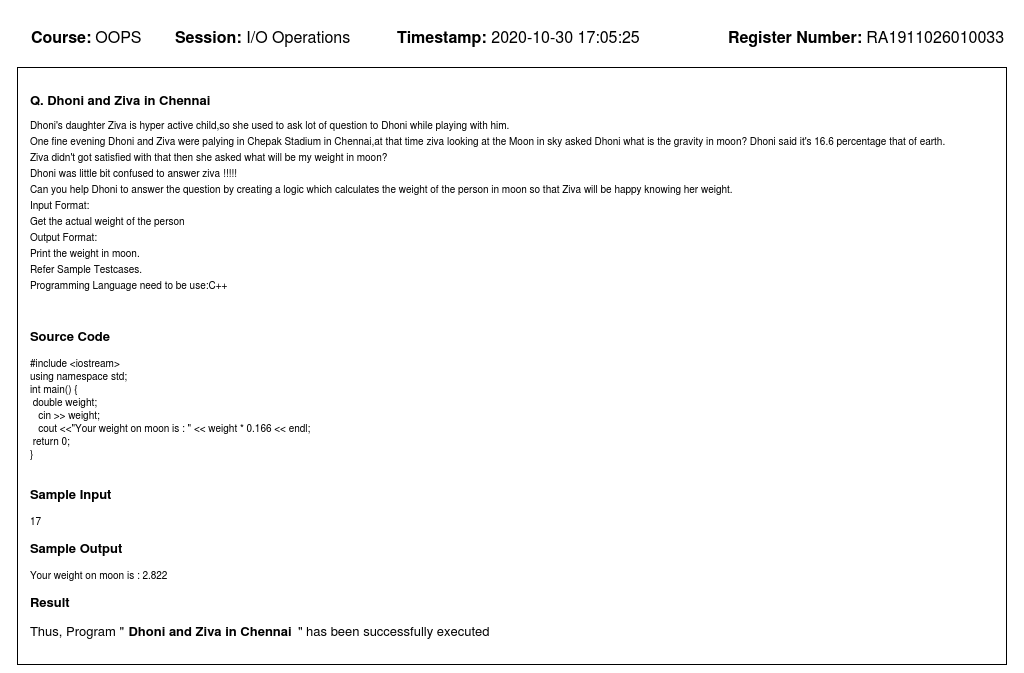 Course: OOPS Session: I/O Operations Timestamp: 2020-10-30 17:05:25 Register Number: RA1911026010033
Q. Dhoni and Ziva in Chennai
Dhoni's daughter Ziva is hyper active child,so she used to ask lot of question to Dhoni while playing with him.
One fine evening Dhoni and Ziva were palying in Chepak Stadium in Chennai,at that time ziva looking at the Moon in sky asked Dhoni what is the gravity in moon? Dhoni said it's 16.6 percentage that of earth.
Ziva didn't got satisfied with that then she asked what will be my weight in moon?
Dhoni was little bit confused to answer ziva !!!!!
Can you help Dhoni to answer the question by creating a logic which calculates the weight of the person in moon so that Ziva will be happy knowing her weight.
Input Format:
Get the actual weight of the person
Output Format:
Print the weight in moon.
Refer Sample Testcases.
Programming Language need to be use:C++
Source Code
#include <iostream>
using namespace std;
int main() {
 double weight;
   cin >> weight;
   cout <<"Your weight on moon is : " << weight * 0.166 << endl;
 return 0;
}
Sample Input
17
Sample Output
Your weight on moon is : 2.822
Result
Thus, Program " Dhoni and Ziva in Chennai " has been successfully executed